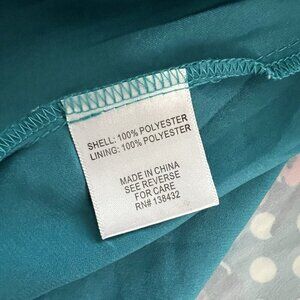 SHELL: 100% POLYESTER
LINING: 100% POLYESTER
MADE IN CHINA
SEE REVERSE
FOR CARE
RN# 138432